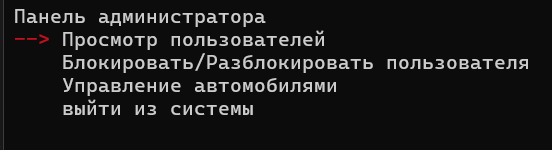 Панель администратора
--> Просмотр пользователей
Блокировать/Разблокировать пользователя
Управление автомобилями
выйти из системы